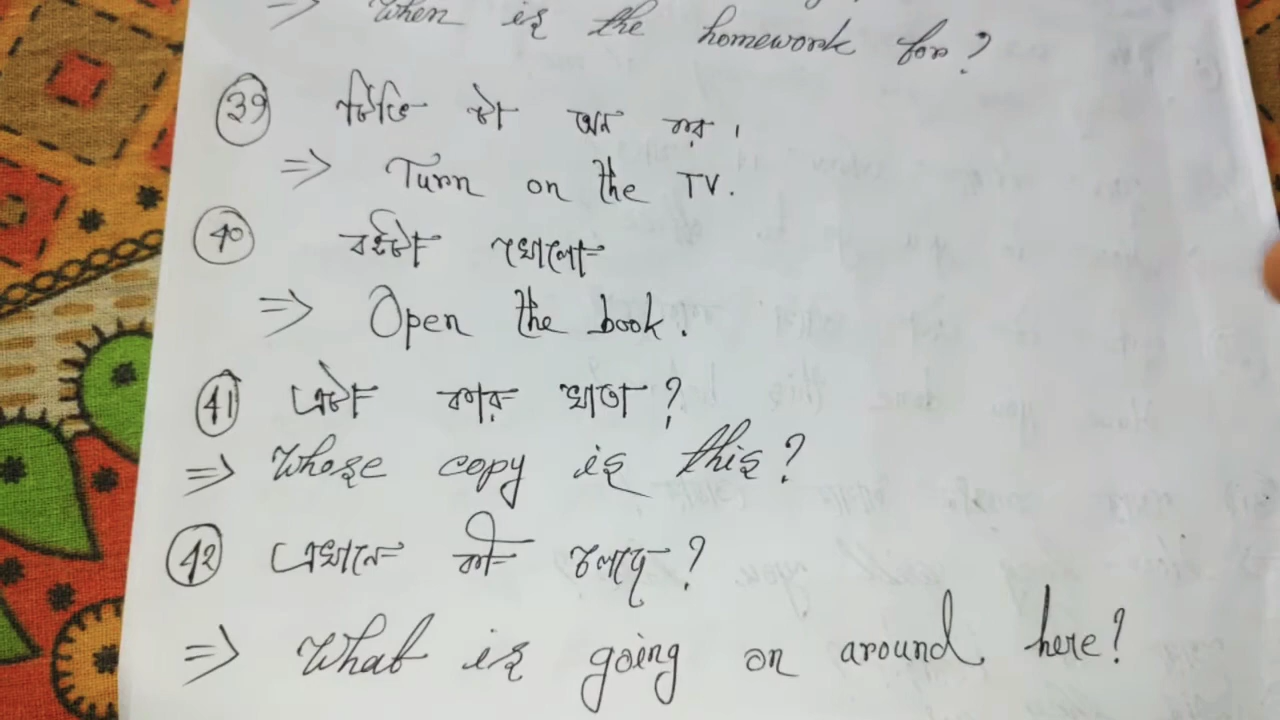 ⇒ When is the homework for?
39 টিভি টা অন কর।
⇒ Turn on the TV.
40 বইটা খোলো
⇒ Open the book.
41 এটা কার খাতা?
⇒ Whose copy is this?
42 এখানে কী চলছে?
⇒ What is going on around here?